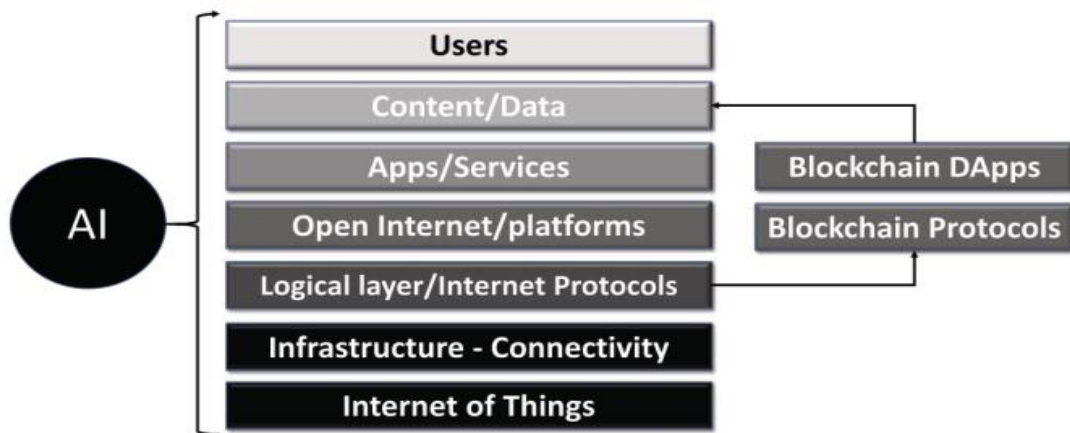 Users
Content/Data
Apps/Services
Open Internet/platforms
Logical layer/Internet Protocols
Infrastructure - Connectivity
Internet of Things
AI
Blockchain DApps
Blockchain Protocols